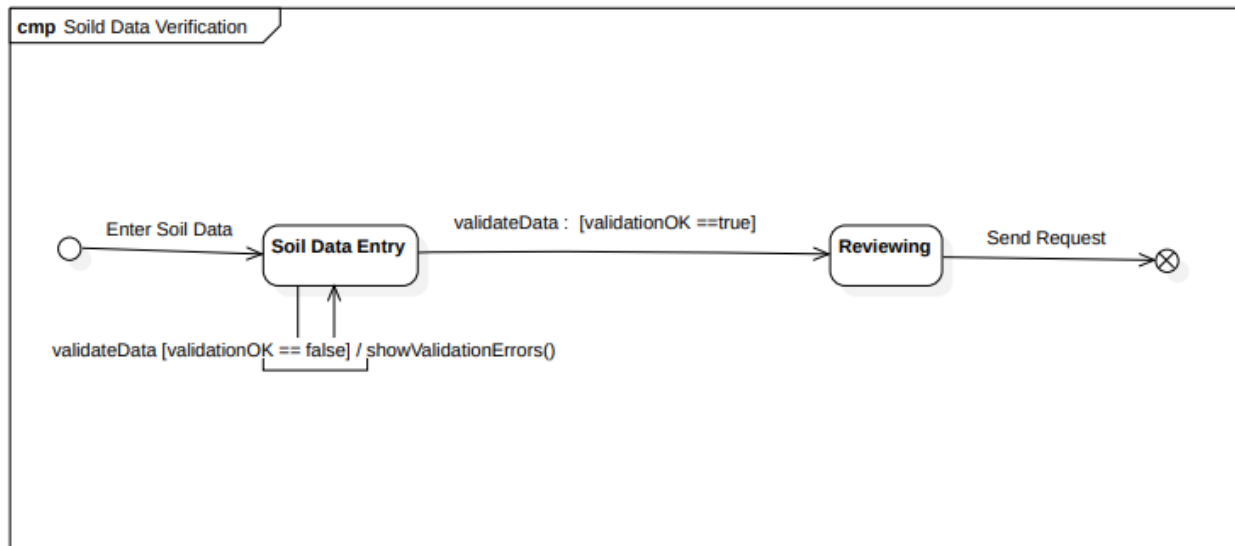 cmp Soild Data Verification
Enter Soil Data
Soil Data Entry
validateData : [validationOK ==true]
Reviewing
Send Request
validateData [validationOK == false] / showValidationErrors()